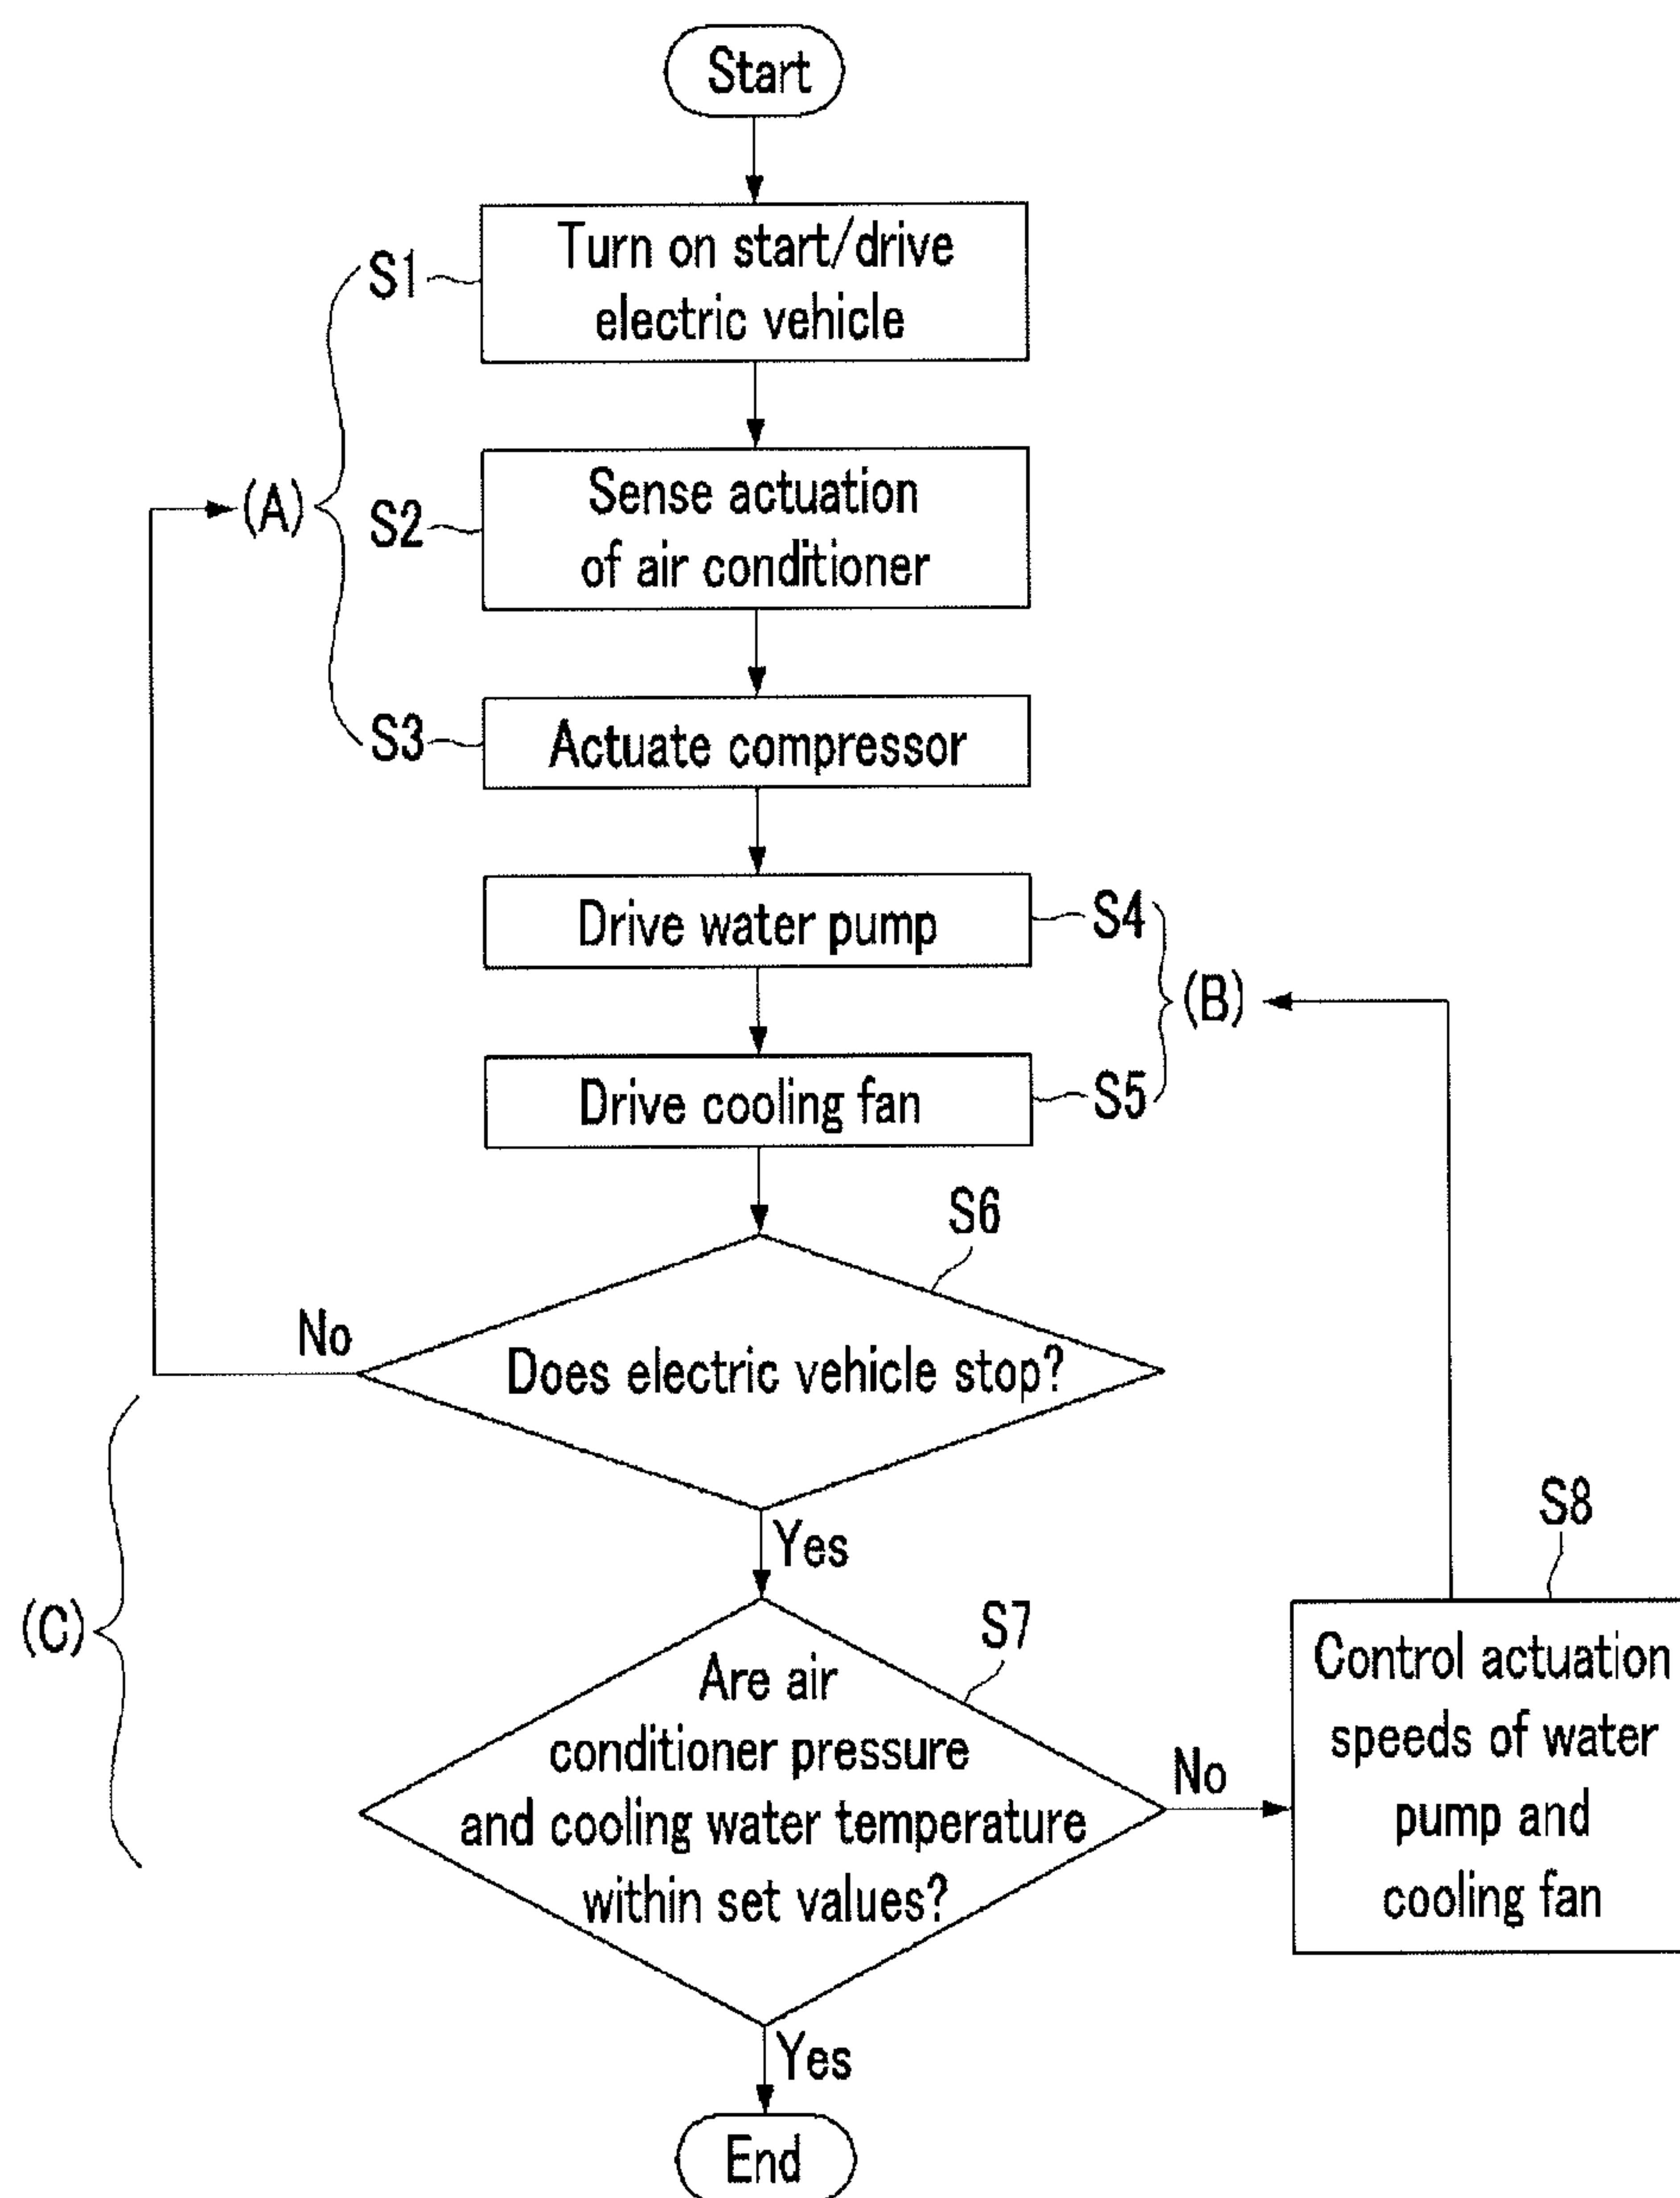 Start
S1
Turn on start/drive
electric vehicle
(A)
S2
Sense actuation
of air conditioner
S3
Actuate compressor
Drive water pump
S4
(B)
Drive cooling fan
S5
S6
No
Does electric vehicle stop?
Yes
(C)
S7
Are air
conditioner pressure
and cooling water temperature
within set values?
No
S8
Control actuation
speeds of water
pump and
cooling fan
Yes
End